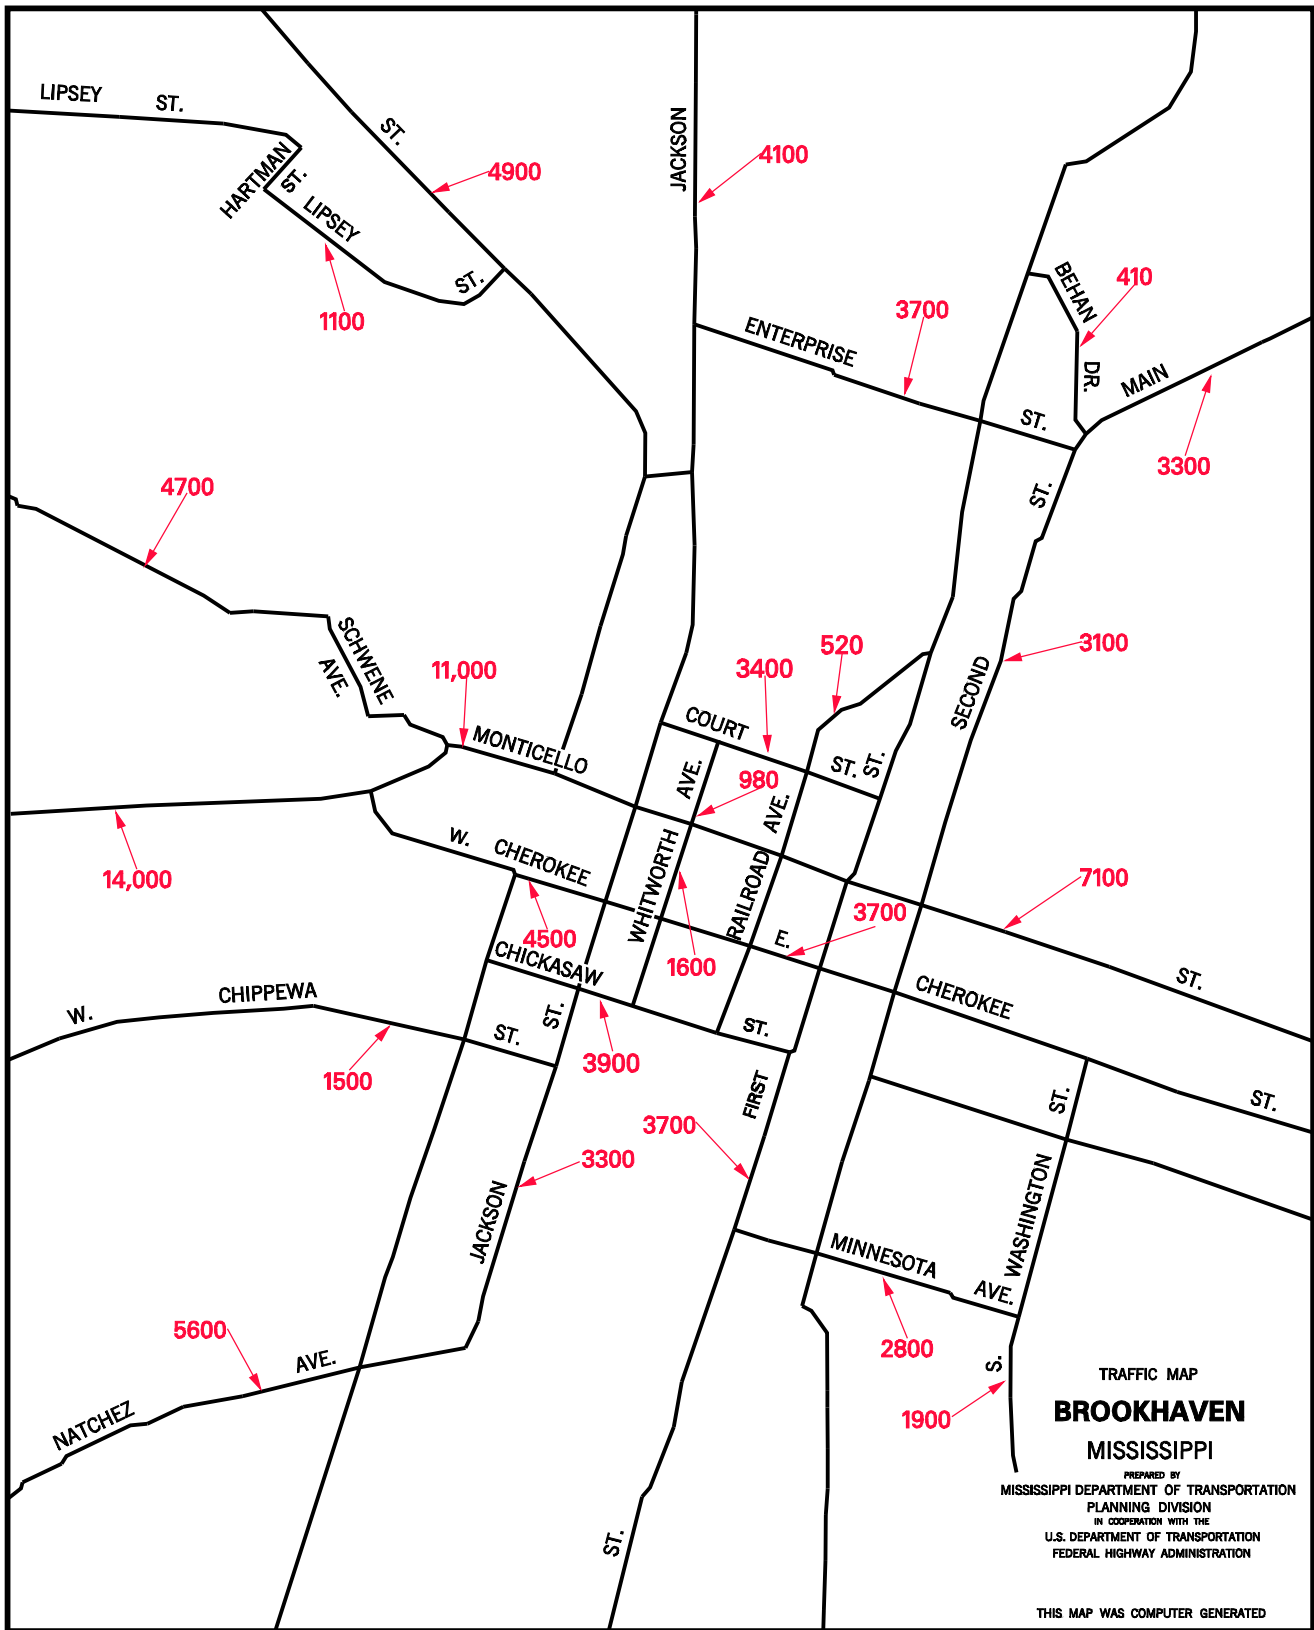 LIPSEY ST.
HARTMAN ST.
LIPSEY ST.
1100
ST.
4900
JACKSON
4100
ENTERPRISE ST.
3700
BEHAN DR.
410
MAIN ST.
3300
4700
SCHWENE AVE.
11,000
MONTICELLO
COURT ST.
3400
520
ST.
SECOND
3100
AVE.
980
AVE.
14,000
W. CHEROKEE
4500
WHITWORTH
1600
RAILROAD
E.
3700
7100
ST.
CHEROKEE ST.
CHICKASAW ST.
3900
W. CHIPPEWA ST.
1500
ST.
FIRST
3700
3300
JACKSON
ST.
WASHINGTON
MINNESOTA AVE.
2800
S.
1900
5600
NATCHEZ AVE.
ST.
TRAFFIC MAP
BROOKHAVEN
MISSISSIPPI
PREPARED BY
MISSISSIPPI DEPARTMENT OF TRANSPORTATION
PLANNING DIVISION
IN COOPERATION WITH THE
U.S. DEPARTMENT OF TRANSPORTATION
FEDERAL HIGHWAY ADMINISTRATION
THIS MAP WAS COMPUTER GENERATED